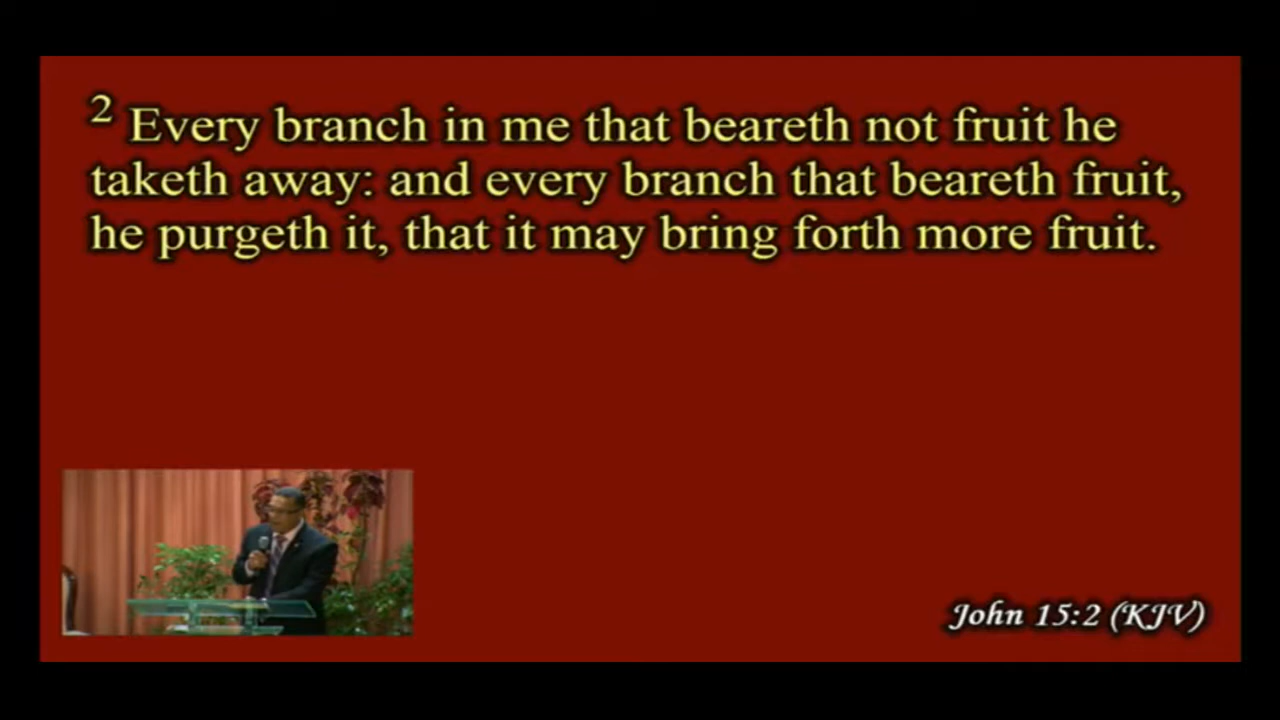 2 Every branch in me that beareth not fruit he
taketh away: and every branch that beareth fruit,
he purgeth it, that it may bring forth more fruit.
John 15:2 (KJV)